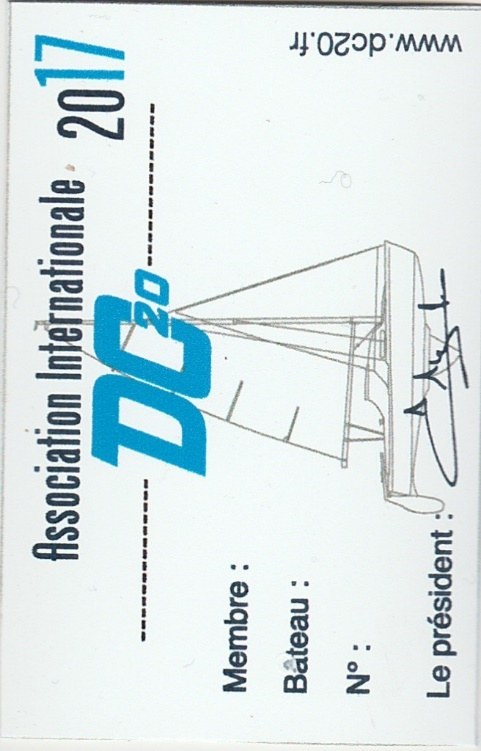 Association Internationale 2017
DC20
Membre :
Bateau :
N° :
Le président :
www.dc20.fr